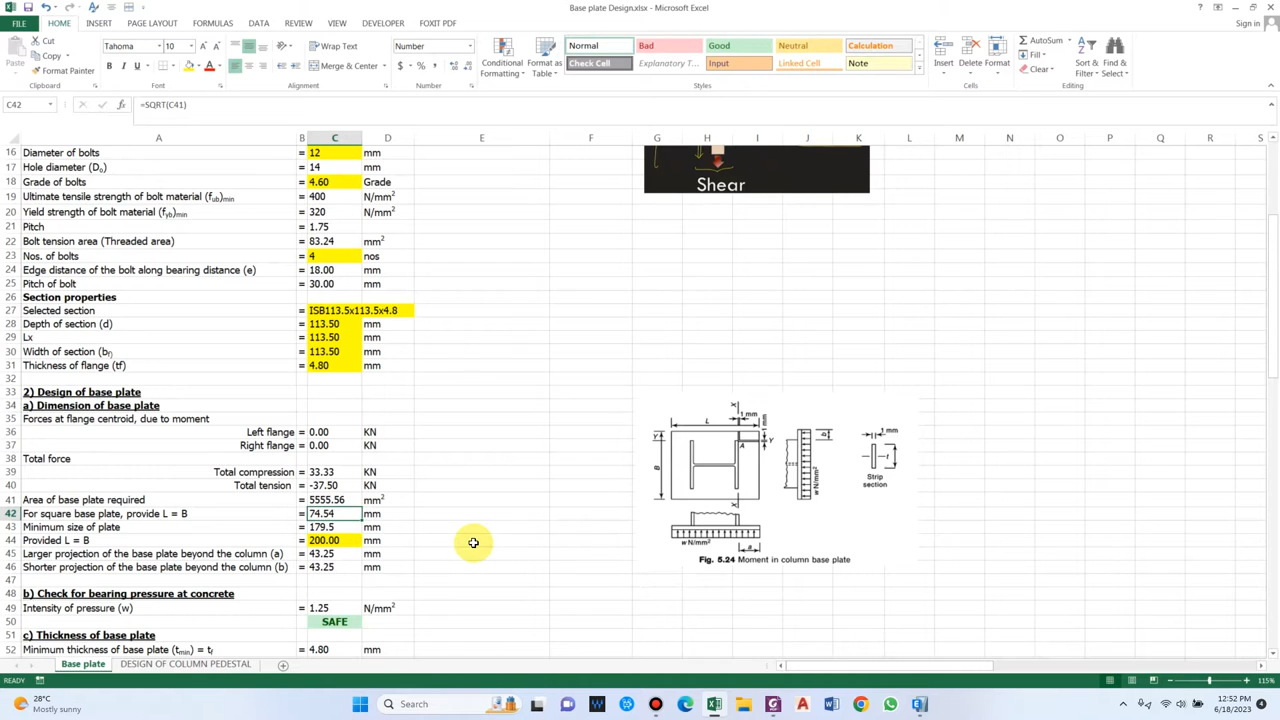 Base plate Design.xlsx - Microsoft Excel
Sign in
FILE HOME INSERT PAGE LAYOUT FORMULAS DATA REVIEW VIEW DEVELOPER FOXIT PDF
Paste
Cut
Copy
Format Painter
Clipboard
Tahoma 10
B I U
Font
Wrap Text
Merge & Center
Alignment
Number
$ % ,
Number
Conditional Formatting
Format as Table
Normal Bad Good Neutral Calculation
Check Cell Explanatory T... Input Linked Cell Note
Styles
Insert Delete Format
Cells
AutoSum
Fill
Clear
Sort & Filter
Find & Select
Editing
C42 fx =SQRT(C41)
A B C D E F G H I J K L M N O P Q R S
16 Diameter of bolts = 12 mm
17 Hole diameter (Do) = 14 mm
18 Grade of bolts = 4.60 Grade
19 Ultimate tensile strength of bolt material (fub)min = 400 N/mm2
20 Yield strength of bolt material (fyb)min = 320 N/mm2
21 Pitch = 1.75
22 Bolt tension area (Threaded area) = 83.24 mm2
23 Nos. of bolts = 4 nos
24 Edge distance of the bolt along bearing distance (e) = 18.00 mm
25 Pitch of bolt = 30.00 mm
26 Section properties
27 Selected section = ISB113.5x113.5x4.8
28 Depth of section (d) = 113.50 mm
29 Lx = 113.50 mm
30 Width of section (bf) = 113.50 mm
31 Thickness of flange (tf) = 4.80 mm
32
33 2) Design of base plate
34 a) Dimension of base plate
35 Forces at flange centroid, due to moment
36 Left flange = 0.00 KN
37 Right flange = 0.00 KN
38 Total force
39 Total compression = 33.33 KN
40 Total tension = -37.50 KN
41 Area of base plate required = 5555.56 mm2
42 For square base plate, provide L = B = 74.54 mm
43 Minimum size of plate = 179.5 mm
44 Provided L = B = 200.00 mm
45 Larger projection of the base plate beyond the column (a) = 43.25 mm
46 Shorter projection of the base plate beyond the column (b) = 43.25 mm
47
48 b) Check for bearing pressure at concrete
49 Intensity of pressure (w) = 1.25 N/mm2
50 SAFE
51 c) Thickness of base plate
52 Minimum thickness of base plate (tmin) = tf = 4.80 mm
Shear
X
L
1 mm
1 mm
Y
A
Y
B
X
b
w N/mm2
1 mm
t
Strip section
w N/mm2
a
Fig. 5.24 Moment in column base plate
Base plate DESIGN OF COLUMN PEDESTAL
READY
115%
28°C
Mostly sunny
Search
12:52 PM
6/18/2023